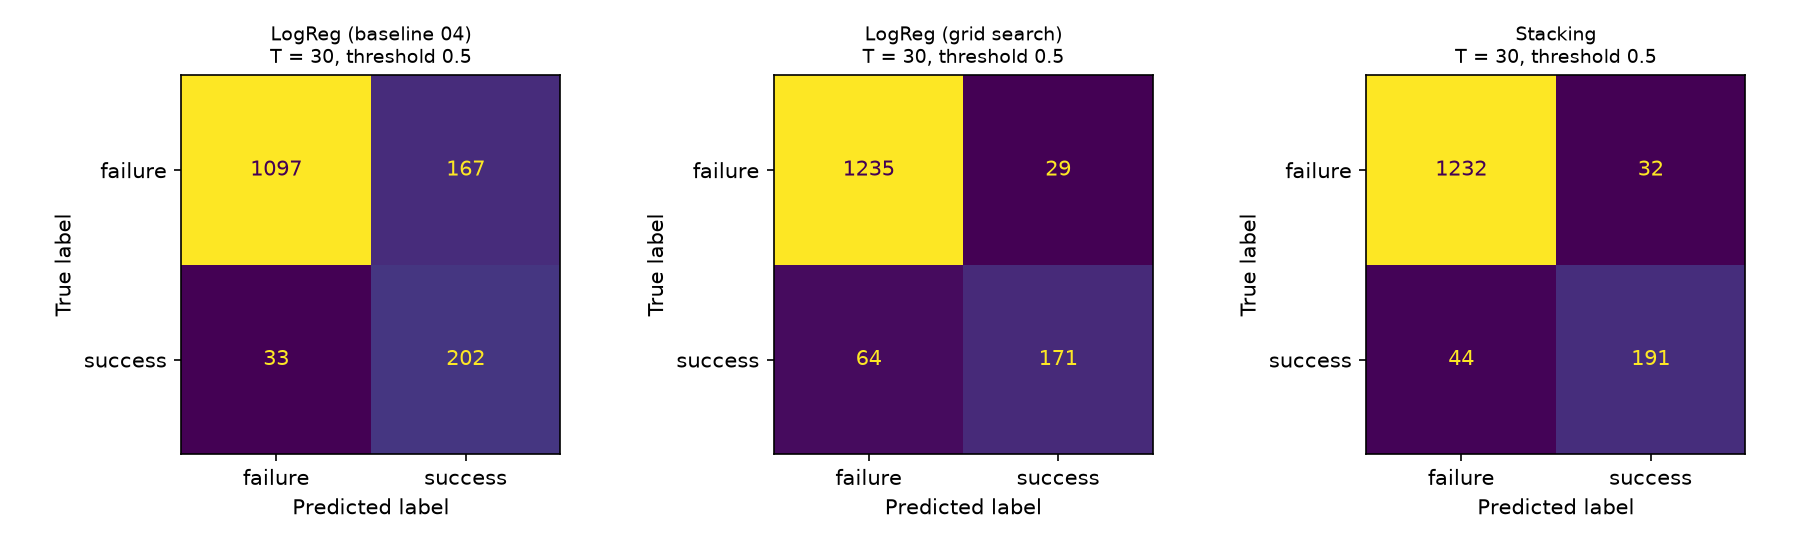 LogReg (baseline 04)
T = 30, threshold 0.5
failure
success
True label
1097
167
33
202
failure
success
Predicted label
LogReg (grid search)
T = 30, threshold 0.5
failure
success
True label
1235
29
64
171
failure
success
Predicted label
Stacking
T = 30, threshold 0.5
failure
success
True label
1232
32
44
191
failure
success
Predicted label